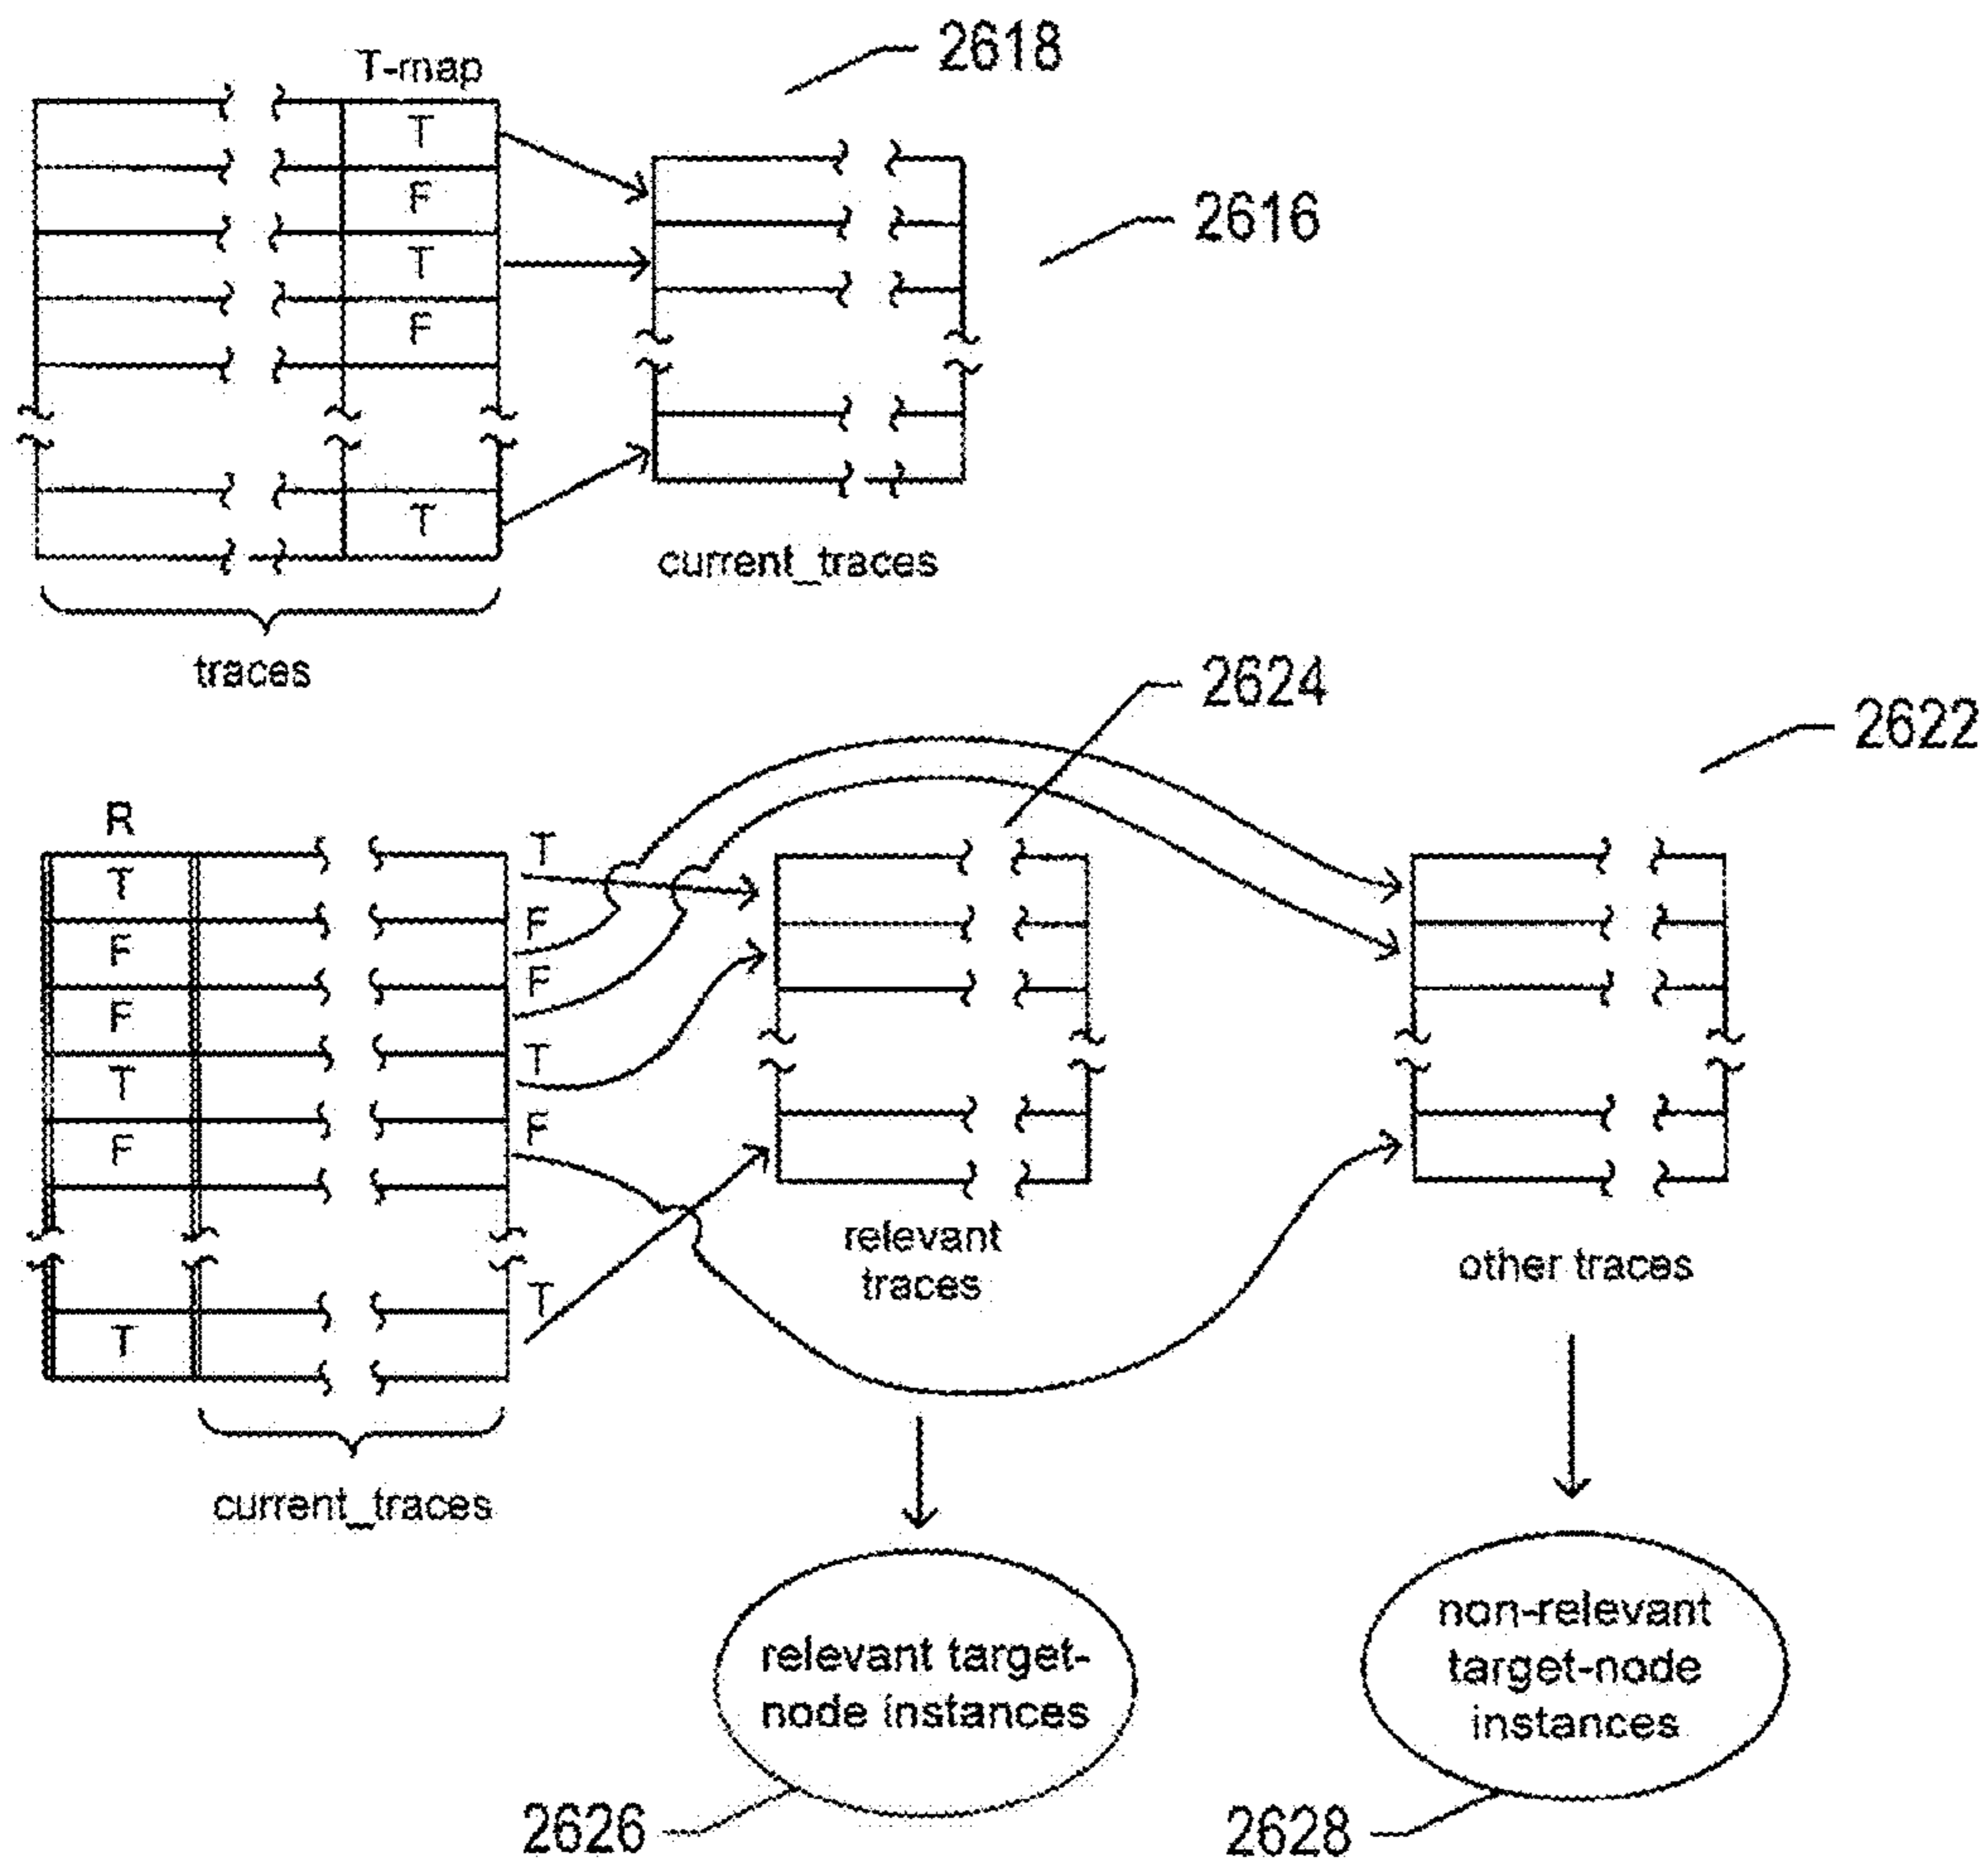 2618
T-map
T
F
2616
T
F
T
current_traces
traces
2624
2622
R
T
T
F
F
F
F
T
T
F
F
relevant
traces
other traces
T
T
current_traces
relevant target-
node instances
non-relevant
target-node
instances
2626
2628